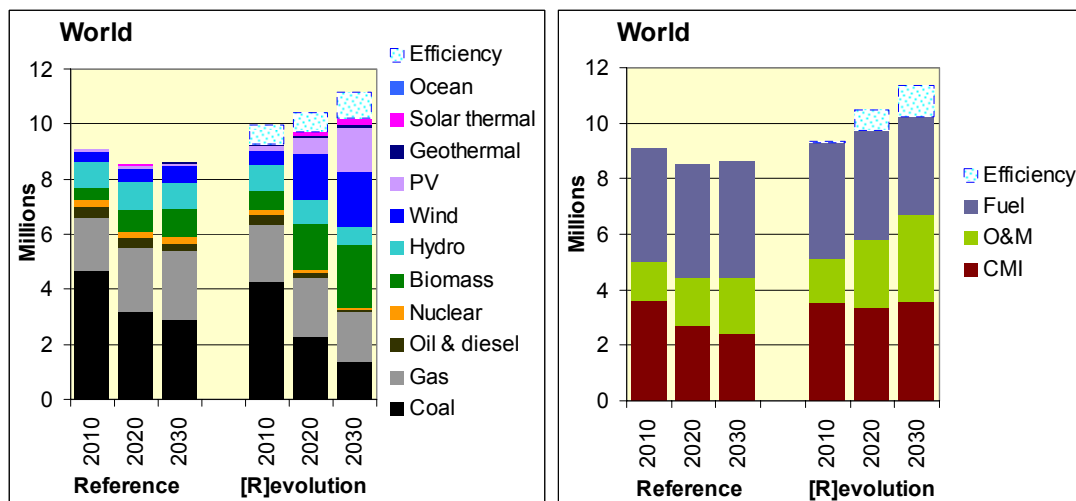 World
Millions
12
10
8
6
4
2
0
2010
2020
2030
2010
2020
2030
Reference
[R]evolution
Efficiency
Ocean
Solar thermal
Geothermal
PV
Wind
Hydro
Biomass
Nuclear
Oil & diesel
Gas
Coal
World
Millions
12
10
8
6
4
2
0
2010
2020
2030
2010
2020
2030
Reference
[R]evolution
Efficiency
Fuel
O&M
CMI